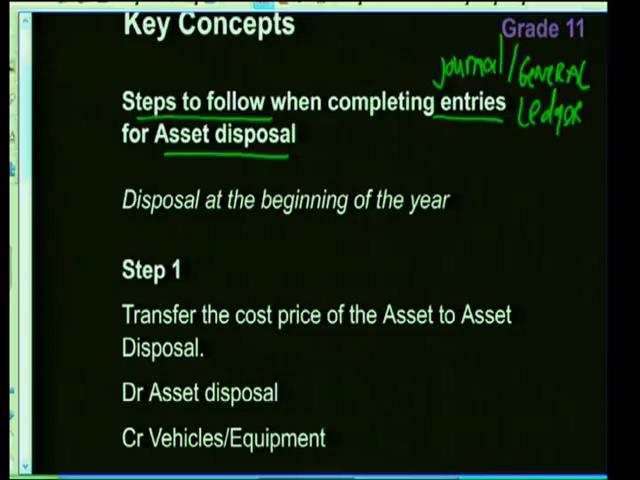 Key Concepts
Grade 11
Journal/GENERAL
Steps to follow when completing entries
Ledger
for Asset disposal
Disposal at the beginning of the year
Step 1
Transfer the cost price of the Asset to Asset
Disposal.
Dr Asset disposal
Cr Vehicles/Equipment